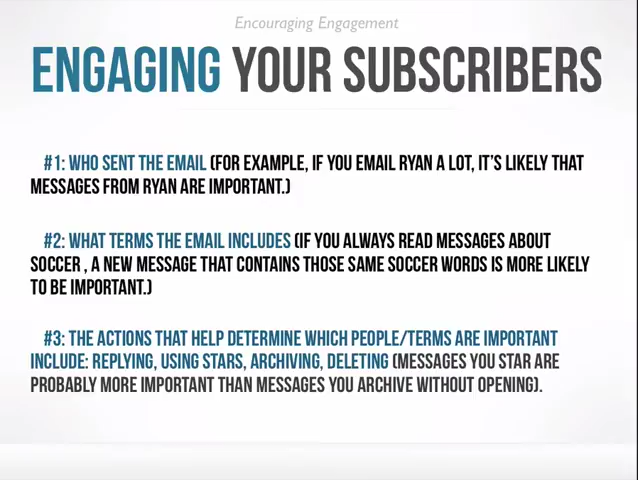 Encouraging Engagement
ENGAGING YOUR SUBSCRIBERS
#1: WHO SENT THE EMAIL (FOR EXAMPLE, IF YOU EMAIL RYAN A LOT, IT'S LIKELY THAT
MESSAGES FROM RYAN ARE IMPORTANT.)
#2: WHAT TERMS THE EMAIL INCLUDES (IF YOU ALWAYS READ MESSAGES ABOUT
SOCCER , A NEW MESSAGE THAT CONTAINS THOSE SAME SOCCER WORDS IS MORE LIKELY
TO BE IMPORTANT.)
#3: THE ACTIONS THAT HELP DETERMINE WHICH PEOPLE/TERMS ARE IMPORTANT
INCLUDE: REPLYING, USING STARS, ARCHIVING, DELETING (MESSAGES YOU STAR ARE
PROBABLY MORE IMPORTANT THAN MESSAGES YOU ARCHIVE WITHOUT OPENING).